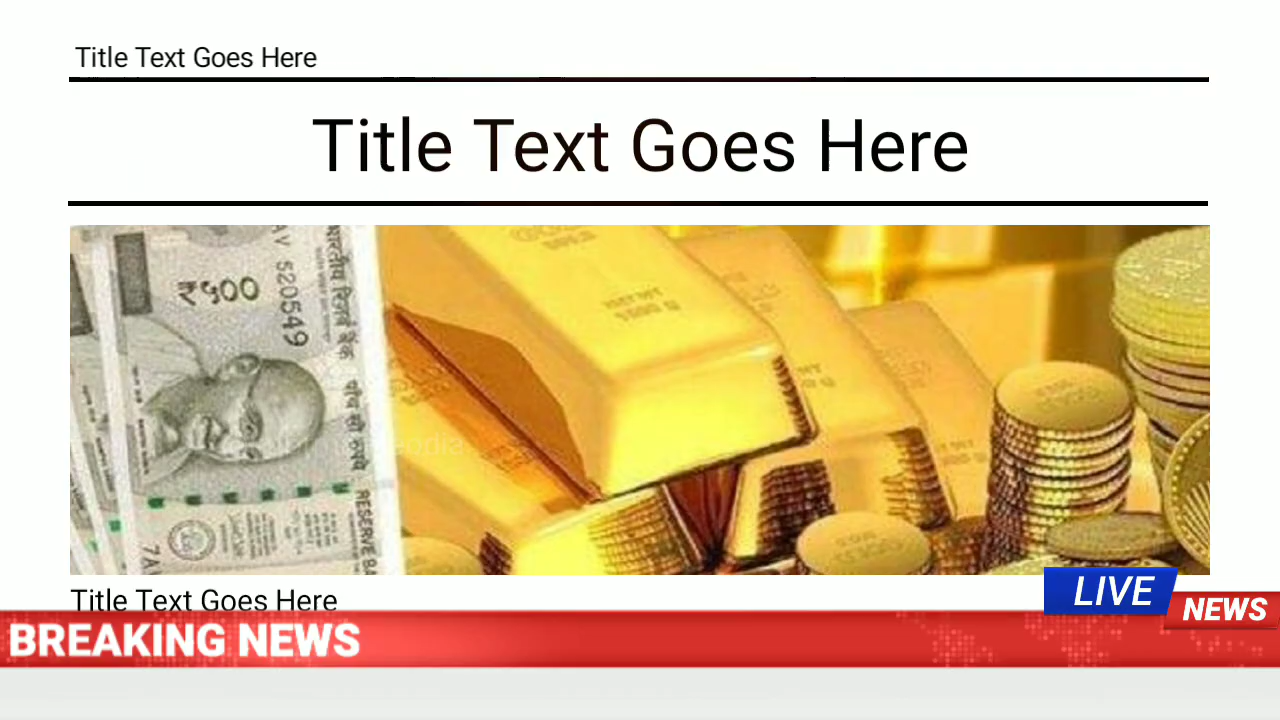 Title Text Goes Here
Title Text Goes Here
₹५00
520549
RESERVE BA
Title Text Goes Here
LIVE
NEWS
BREAKING NEWS